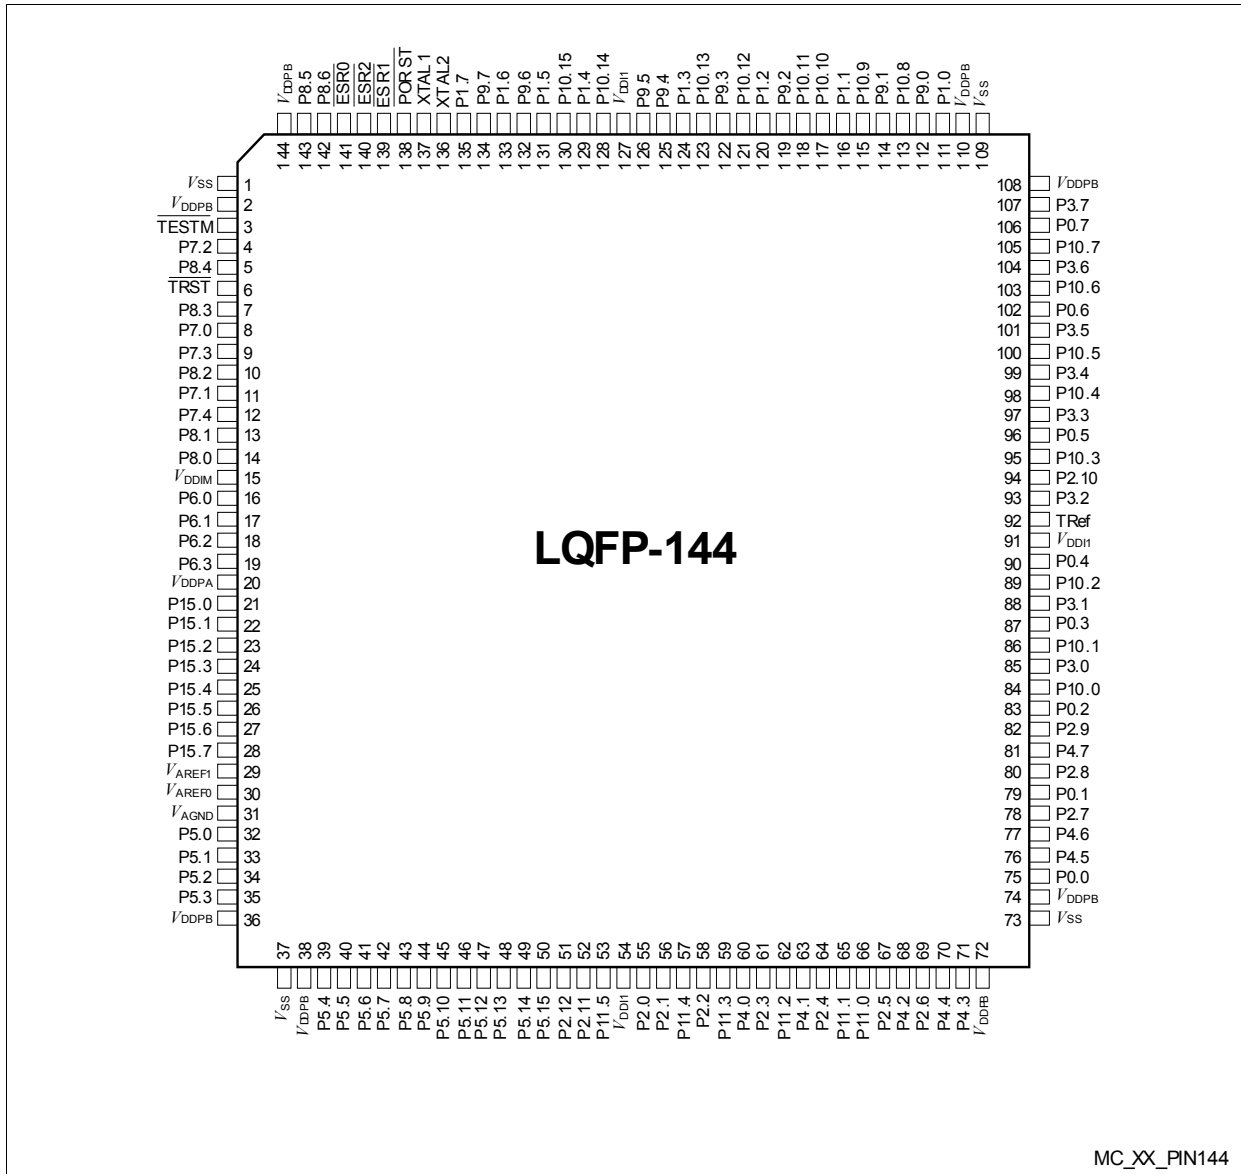 VDDPB P8.5 P8.6 ESR0 ESR2 ESR1 PORST XTAL1 XTAL2 P1.7 P9.7 P1.6 P9.6 P1.5 P10.15 P1.4 P10.14 VDDI1 P9.5 P9.4 P1.3 P10.13 P9.3 P10.12 P1.2 P9.2 P10.11 P10.10 P1.1 P10.9 P9.1 P10.8 P9.0 P1.0 VDDPB VSS
144 143 142 141 140 139 138 137 136 135 134 133 132 131 130 129 128 127 126 125 124 123 122 121 120 119 118 117 116 115 114 113 112 111 110 109
VSS 1 108 VDDPB
VDDPB 2 107 P3.7
TESTM 3 106 P0.7
P7.2 4 105 P10.7
P8.4 5 104 P3.6
TRST 6 103 P10.6
P8.3 7 102 P0.6
P7.0 8 101 P3.5
P7.3 9 100 P10.5
P8.2 10 99 P3.4
P7.1 11 98 P10.4
P7.4 12 97 P3.3
P8.1 13 96 P0.5
P8.0 14 95 P10.3
VDDIM 15 94 P2.10
P6.0 16 93 P3.2
P6.1 17 92 TRef
P6.2 18 91 VDDI1
P6.3 19 90 P0.4
VDDPA 20 89 P10.2
P15.0 21 88 P3.1
P15.1 22 87 P0.3
P15.2 23 86 P10.1
P15.3 24 85 P3.0
P15.4 25 84 P10.0
P15.5 26 83 P0.2
P15.6 27 82 P2.9
P15.7 28 81 P4.7
VAREF1 29 80 P2.8
VAREF0 30 79 P0.1
VAGND 31 78 P2.7
P5.0 32 77 P4.6
P5.1 33 76 P4.5
P5.2 34 75 P0.0
P5.3 35 74 VDDPB
VDDPB 36 73 VSS
LQFP-144
37 38 39 40 41 42 43 44 45 46 47 48 49 50 51 52 53 54 55 56 57 58 59 60 61 62 63 64 65 66 67 68 69 70 71 72
VSS VDDPB P5.4 P5.5 P5.6 P5.7 P5.8 P5.9 P5.10 P5.11 P5.12 P5.13 P5.14 P5.15 P2.12 P2.11 P11.5 VDDI1 P2.0 P2.1 P11.4 P2.2 P11.3 P4.0 P2.3 P11.2 P4.1 P2.4 P11.1 P11.0 P2.5 P4.2 P2.6 P4.4 P4.3 VDDPB
MC_XX_PIN144